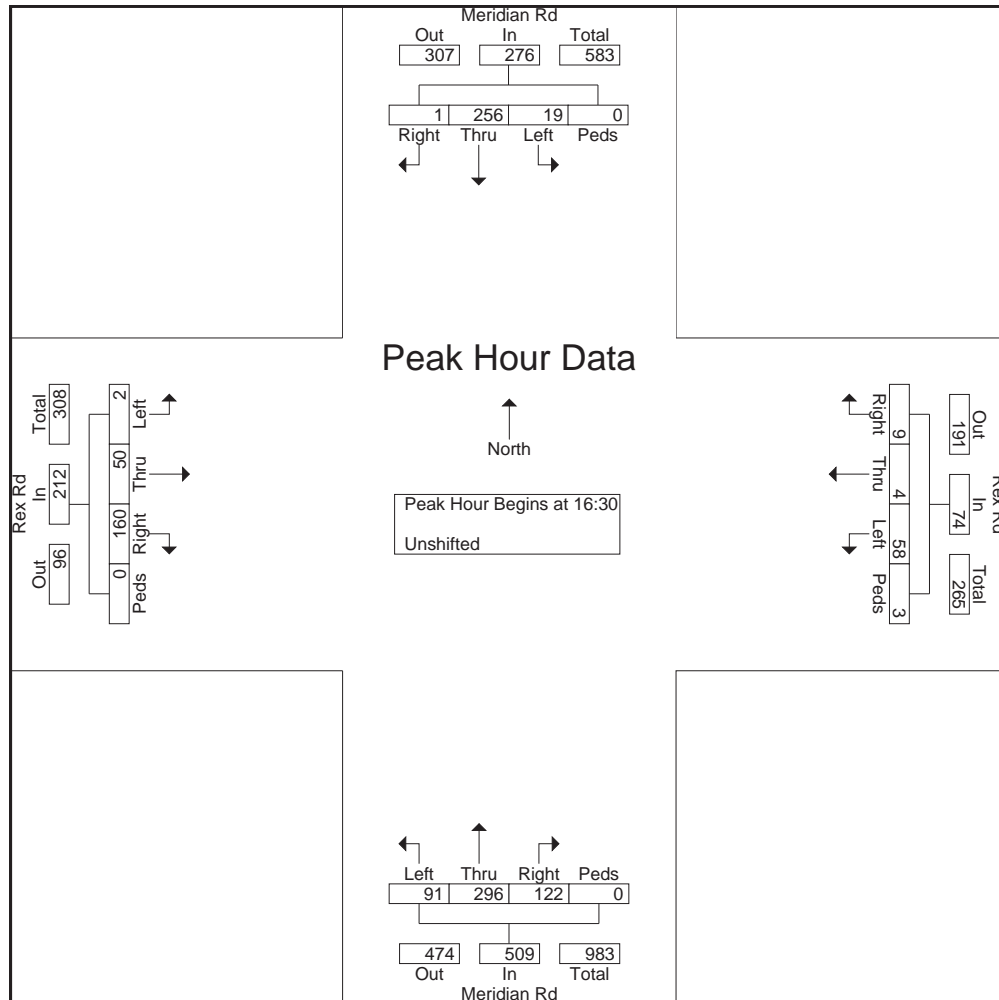 Meridian Rd
Out In Total
307 276 583
1 256 19 0
Right Thru Left Peds
Peak Hour Data
North
Peak Hour Begins at 16:30
Unshifted
Rex Rd
Total In Out
308 212 96
2 50 160 0
Left Thru Right Peds
Right Thru Left Peds
9 4 58 3
Out In Total
191 74 265
Rex Rd
Left Thru Right Peds
91 296 122 0
474 509 983
Out In Total
Meridian Rd